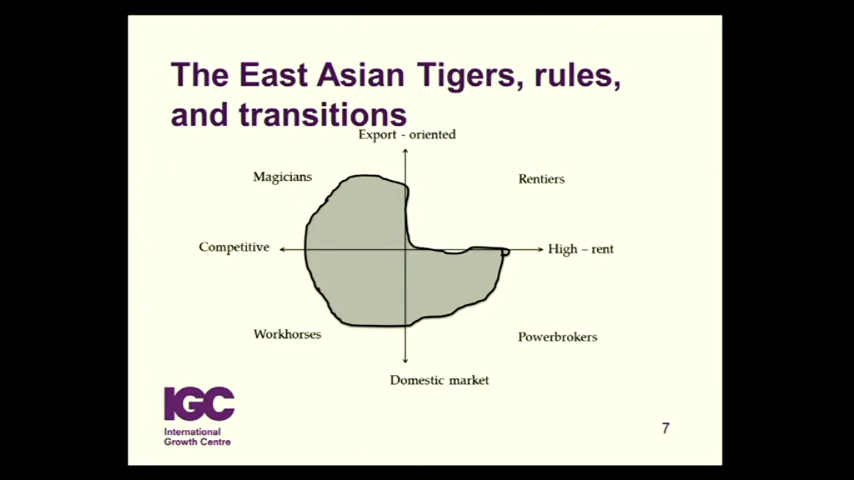 The East Asian Tigers, rules,
and transitions
Export - oriented
Magicians
Rentiers
Competitive
High – rent
Workhorses
Powerbrokers
Domestic market
IGC
International
Growth Centre
7